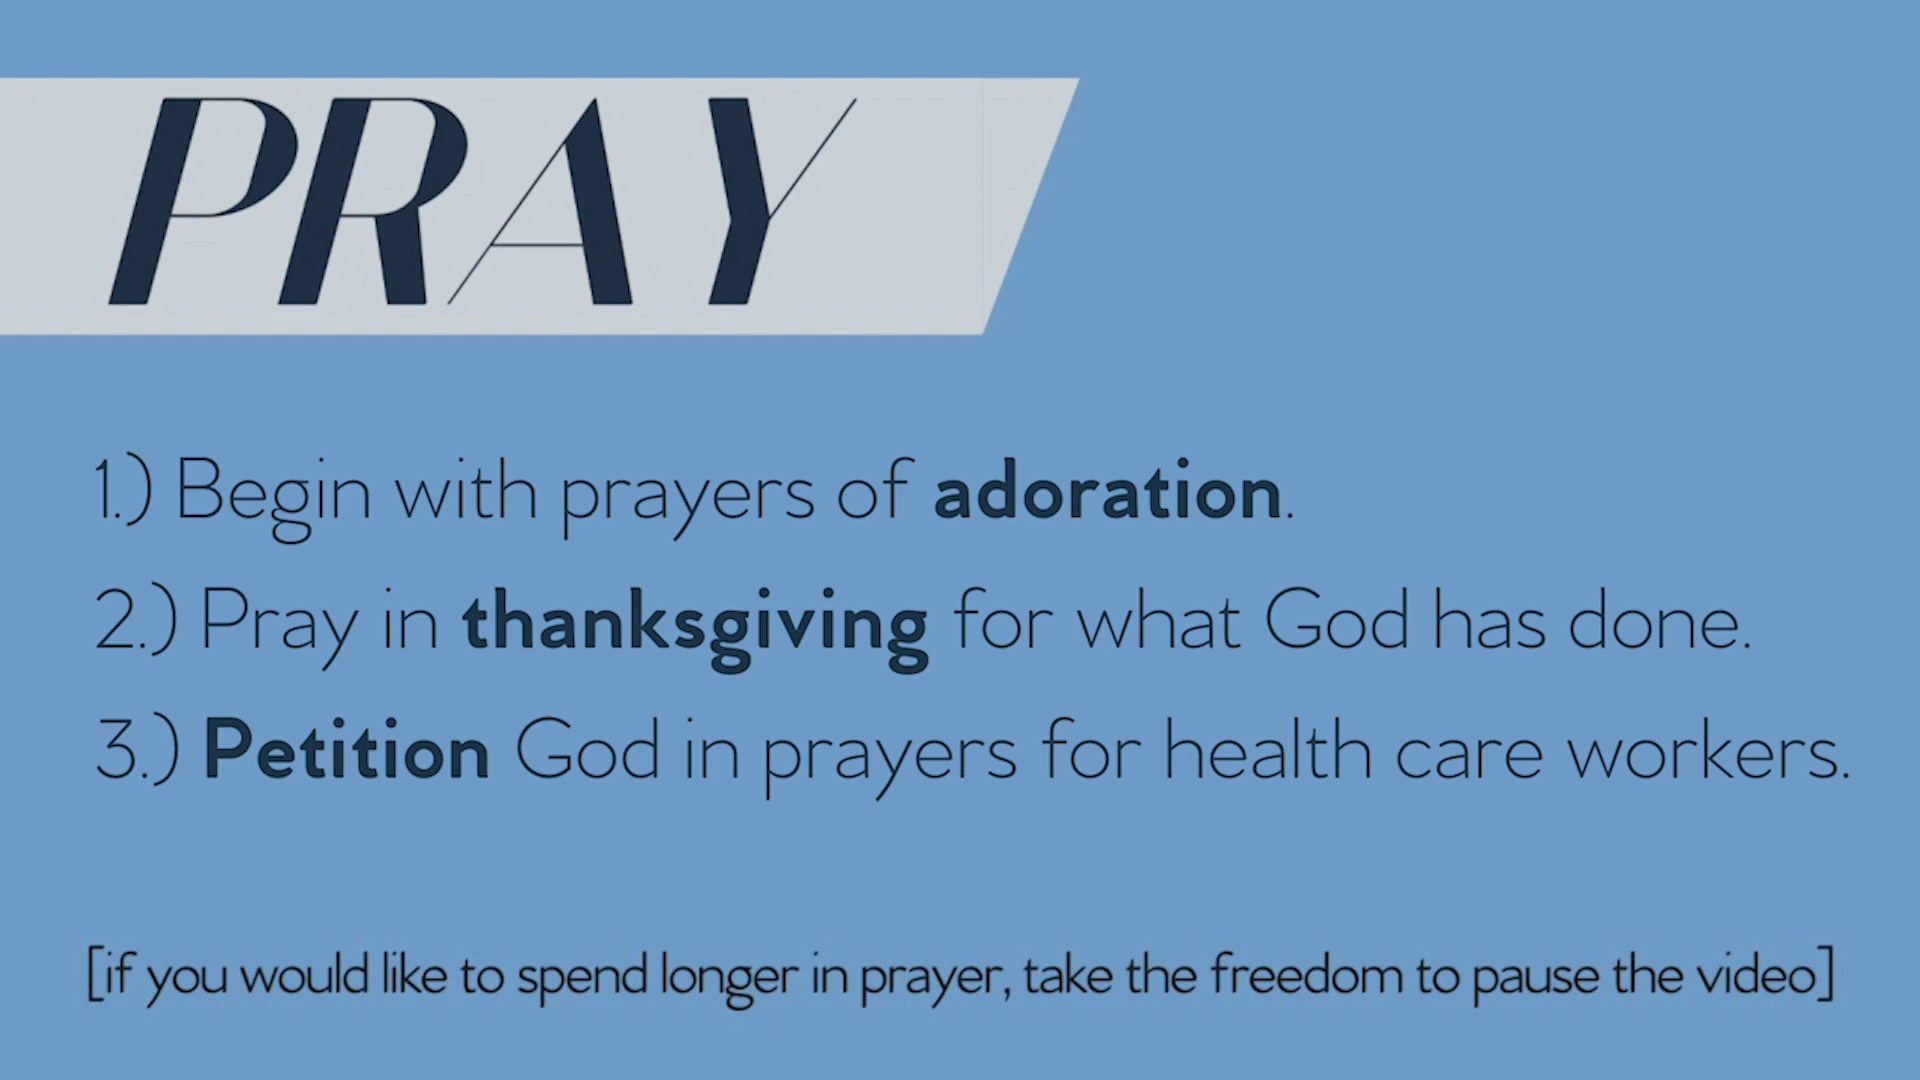 PRAY
1.) Begin with prayers of adoration.
2.) Pray in thanksgiving for what God has done.
3.) Petition God in prayers for health care workers.
[if you would like to spend longer in prayer, take the freedom to pause the video]